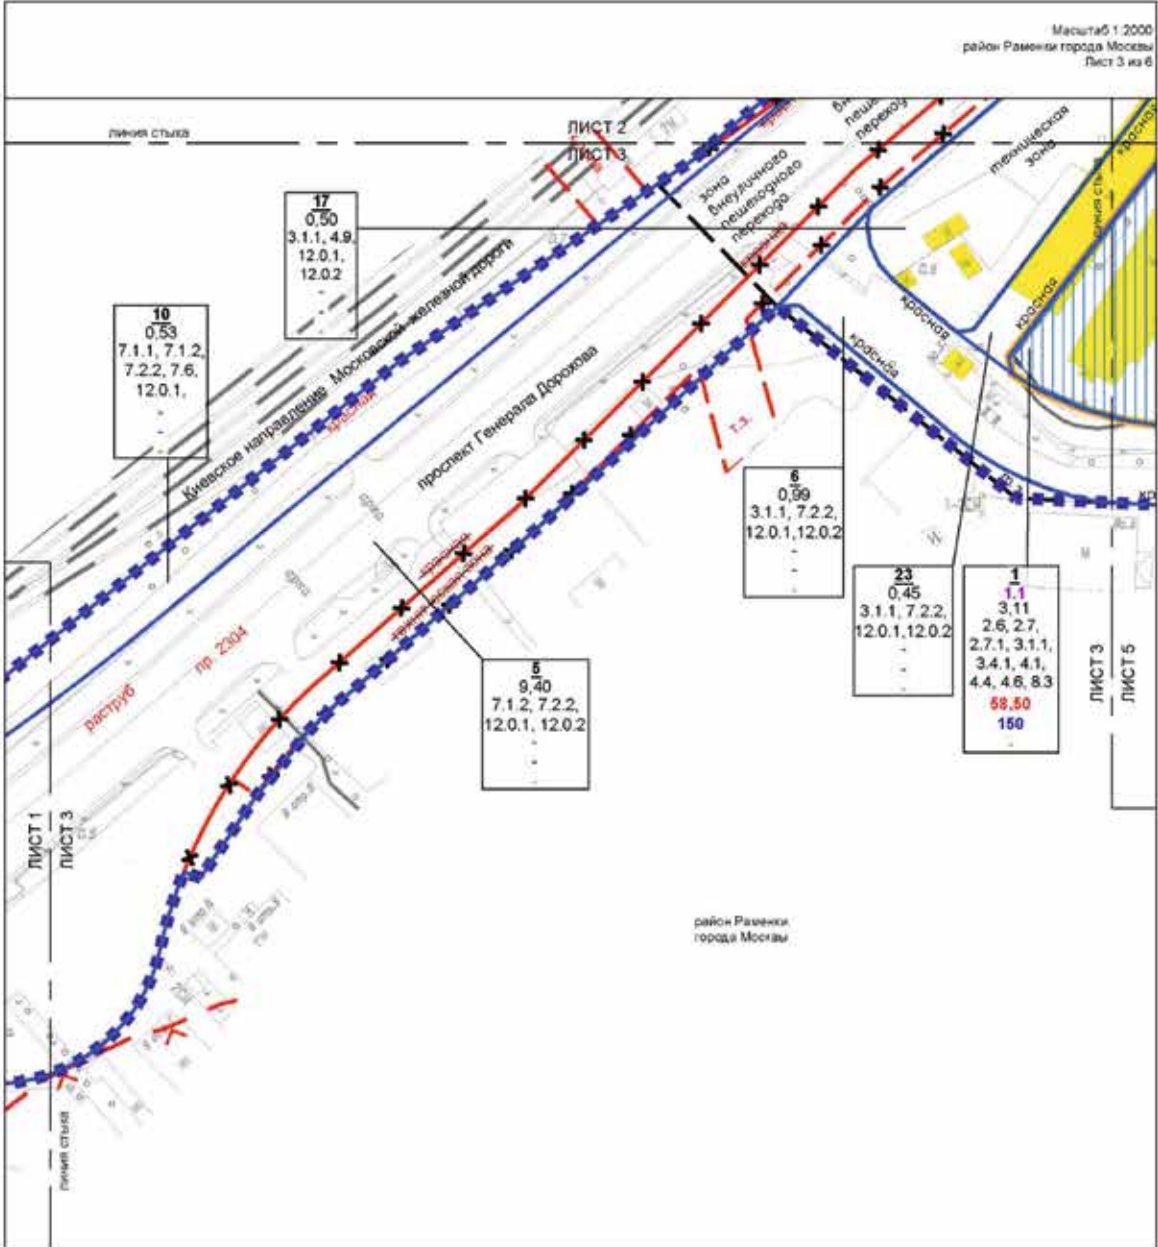 Масштаб 1:2000
район Раменки города Москвы
Лист 3 из 6
линия стыка
ЛИСТ 2
ЛИСТ 3
зона
внеуличного
пешеходного
перехода
техническая
зона
красная
красная
17
0,50
3.1.1, 4.9,
12.0.1,
12.0.2
-
-
10
0,53
7.1.1, 7.1.2,
7.2.2, 7.6,
12.0.1,
-
-
Киевское направление Московской железной дороги
красная
проспект Генерала Дорохова
красная
красная
красная
т.з.
6
0,99
3.1.1, 7.2.2,
12.0.1,12.0.2
-
-
-
23
0,45
3.1.1, 7.2.2,
12.0.1,12.0.2
-
-
-
1
1.1
3,11
2.6, 2.7,
2.7.1, 3.1.1,
3.4.1, 4.1,
4.4, 4.6, 8.3
58,50
150
-
красная
техническая зона
5
9,40
7.1.2, 7.2.2,
12.0.1, 12.0.2
-
-
-
пр. 2304
раструб
ЛИСТ 3
ЛИСТ 5
ЛИСТ 1
ЛИСТ 3
район Раменки
города Москвы
линия стыка